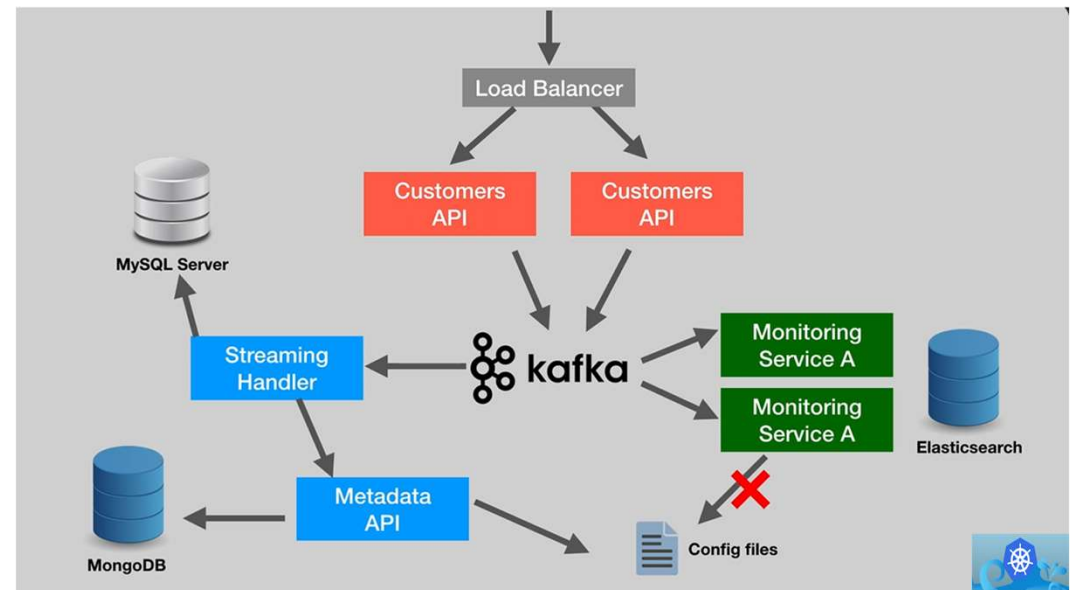 Load Balancer
Customers
API
Customers
API
MySQL Server
kafka
Streaming
Handler
Monitoring
Service A
Monitoring
Service A
Elasticsearch
Metadata
API
Config files
MongoDB